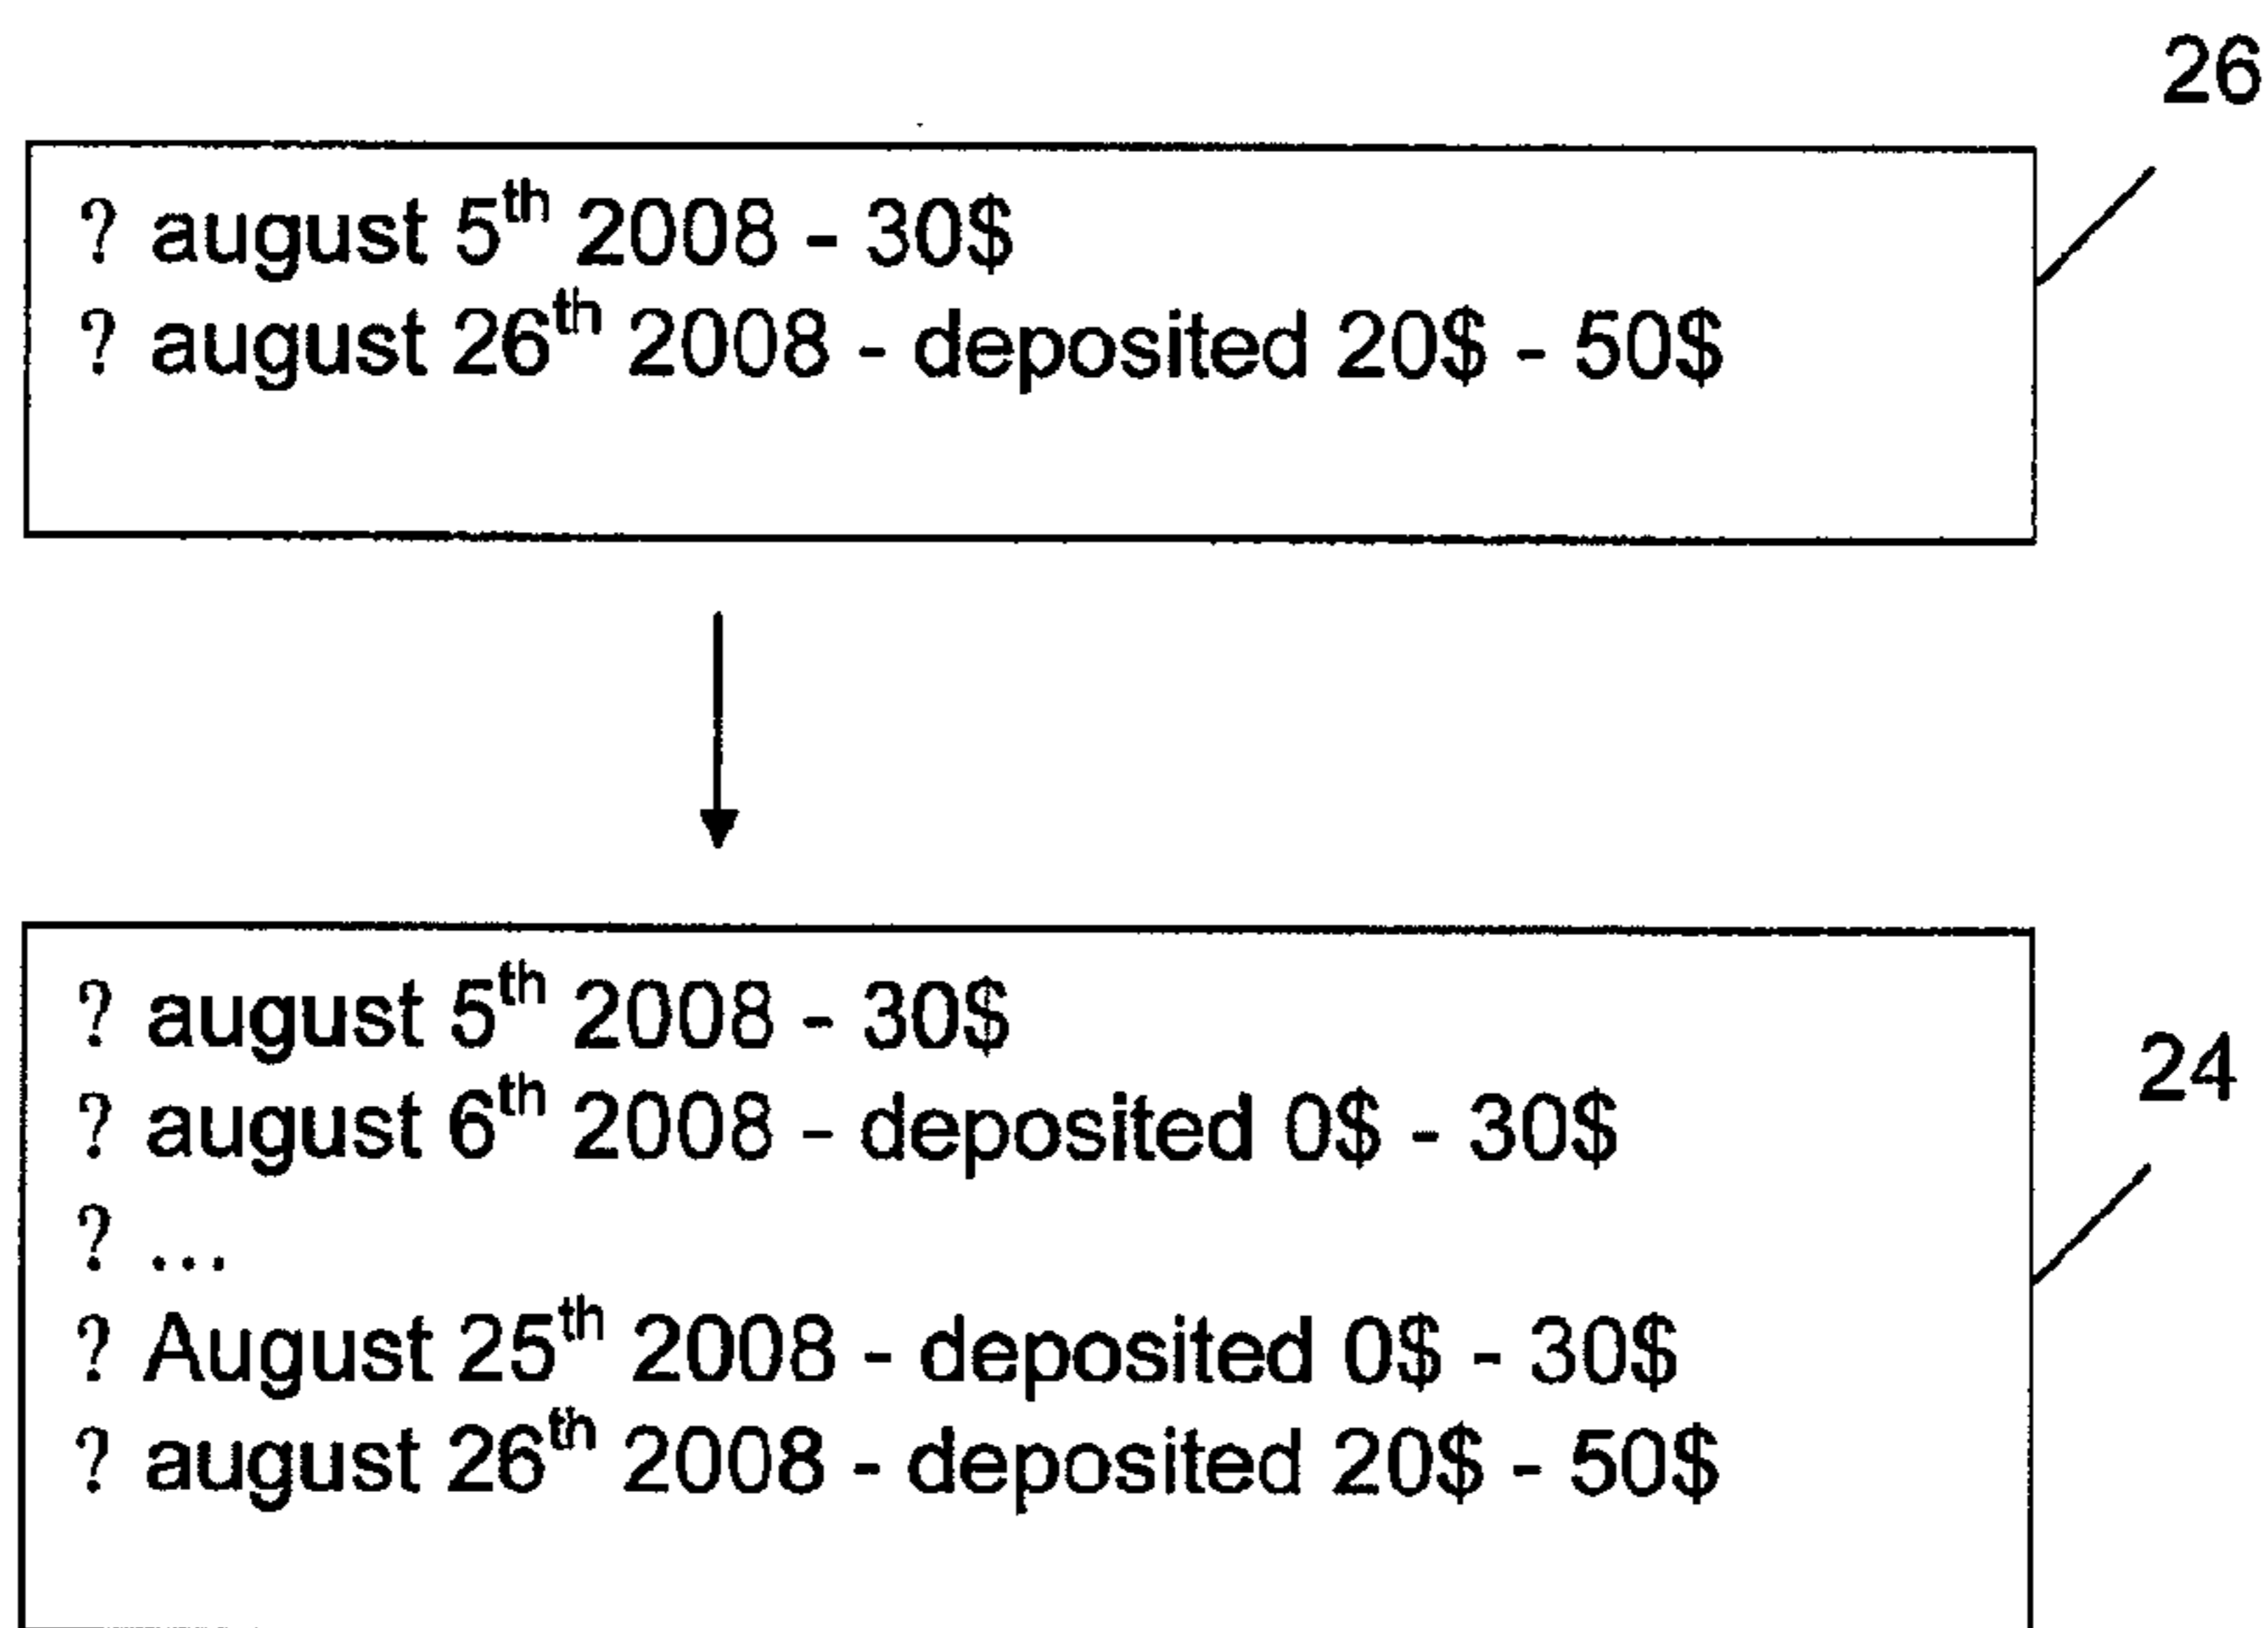 26
? august 5th 2008 - 30$
? august 26th 2008 - deposited 20$ - 50$
? august 5th 2008 - 30$
? august 6th 2008 - deposited 0$ - 30$
24
? ...
? August 25th 2008 - deposited 0$ - 30$
? august 26th 2008 - deposited 20$ - 50$